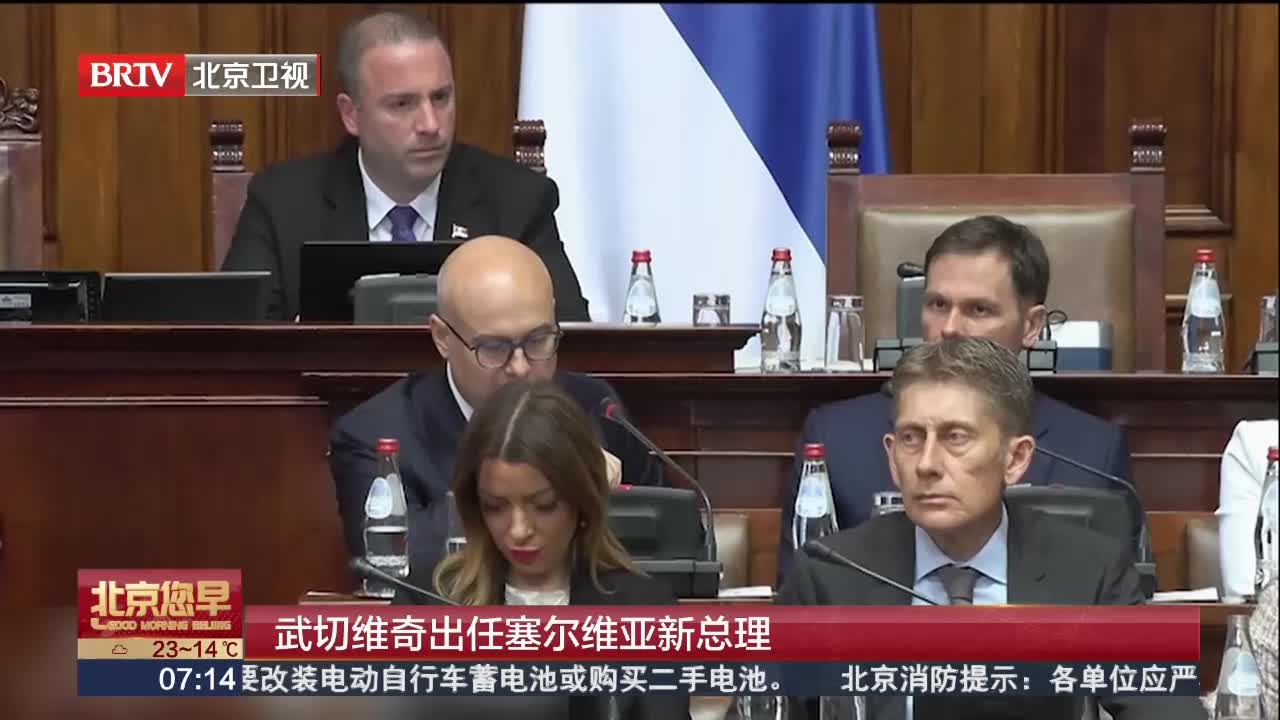 BRTV 北京卫视
北京您早
GOOD MORNING BEIJING
23~14℃
武切维奇出任塞尔维亚新总理
07:14
要改装电动自行车蓄电池或购买二手电池。 北京消防提示：各单位应严